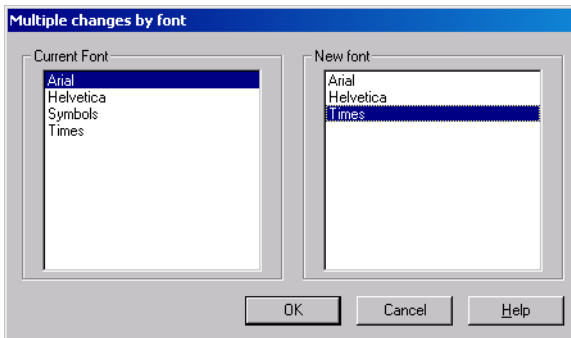 Multiple changes by font
Current Font
Arial
Helvetica
Symbols
Times
New font
Arial
Helvetica
Times
OK
Cancel
Help